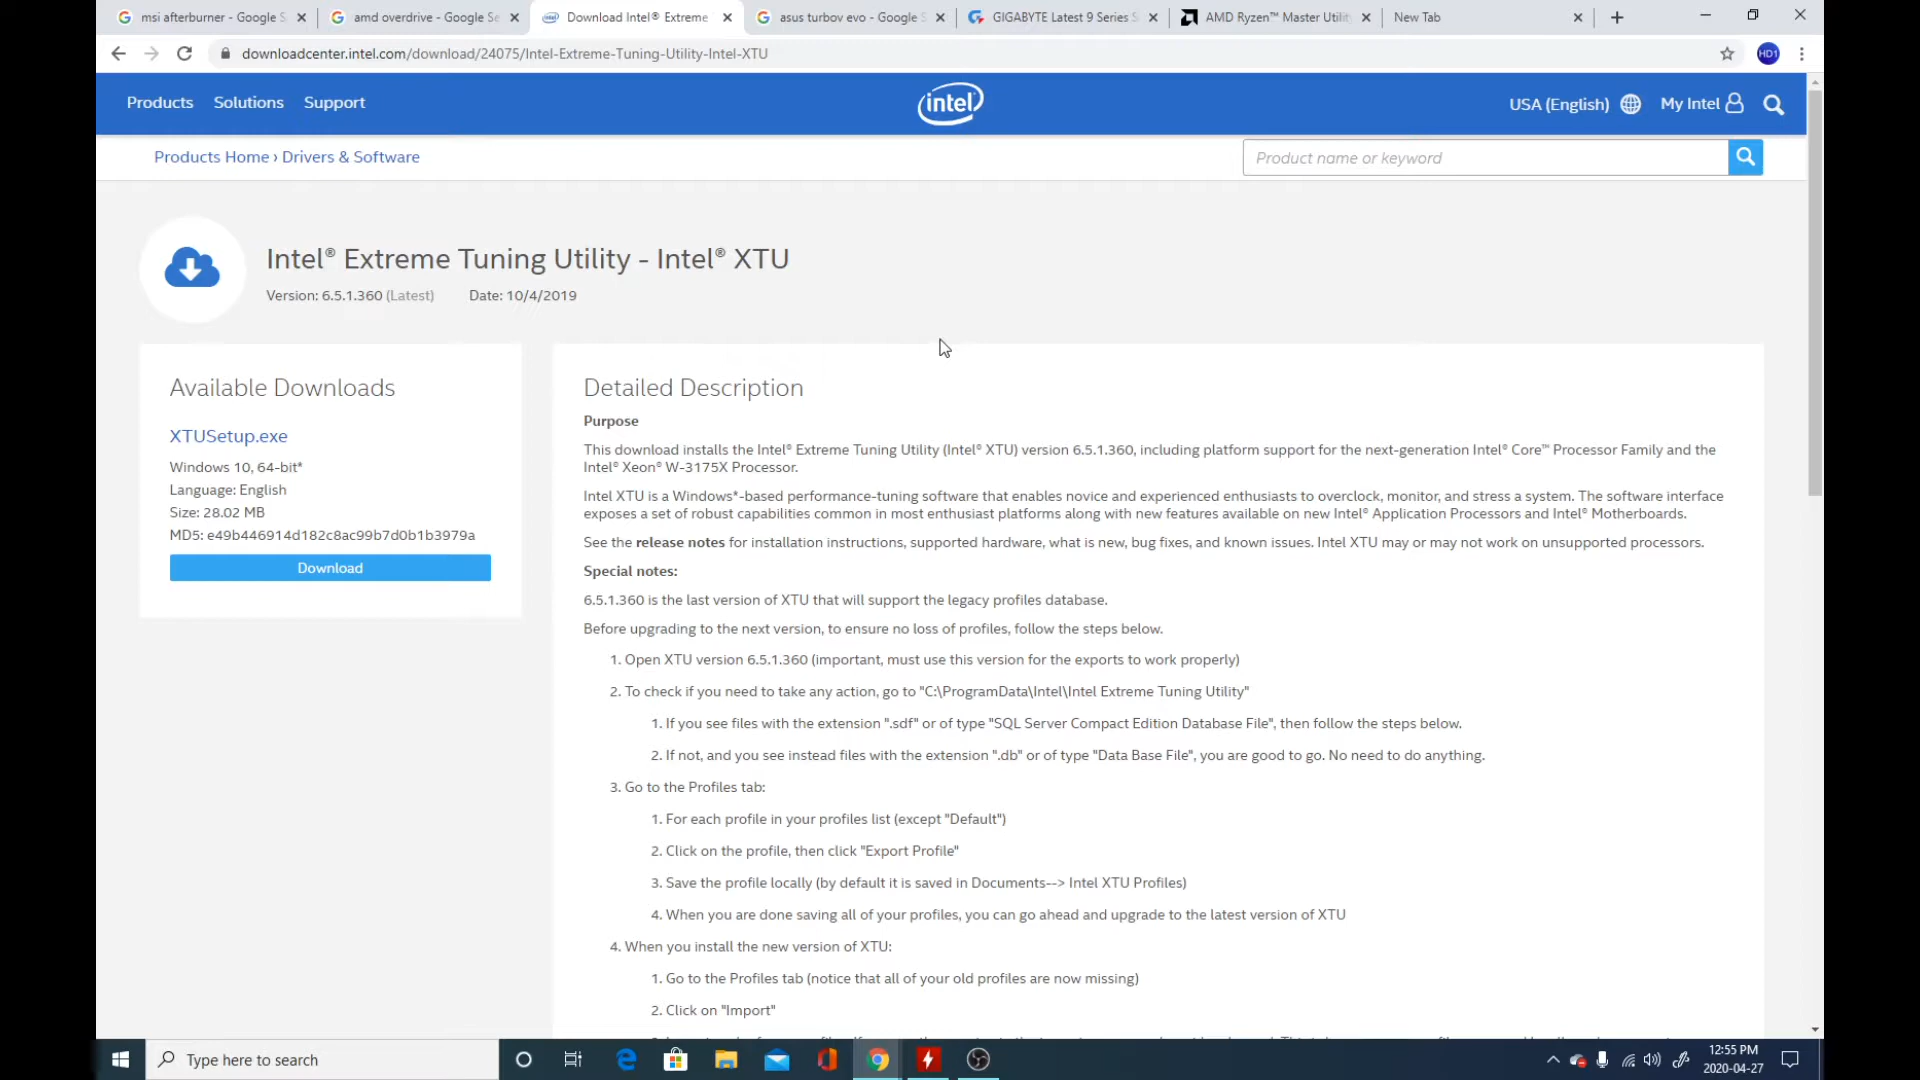 msi afterburner - Google S
amd overdrive - Google Se
Download Intel® Extreme
asus turbov evo - Google S
GIGABYTE Latest 9 Series S
AMD Ryzen™ Master Utilit
New Tab
downloadcenter.intel.com/download/24075/Intel-Extreme-Tuning-Utility-Intel-XTU
HD1
Products Solutions Support
intel
USA (English) My Intel
Products Home › Drivers & Software
Product name or keyword
Intel® Extreme Tuning Utility - Intel® XTU
Version: 6.5.1.360 (Latest) Date: 10/4/2019
Available Downloads
XTUSetup.exe
Windows 10, 64-bit*
Language: English
Size: 28.02 MB
MD5: e49b446914d182c8ac99b7d0b1b3979a
Download
Detailed Description
Purpose
This download installs the Intel® Extreme Tuning Utility (Intel® XTU) version 6.5.1.360, including platform support for the next-generation Intel® Core™ Processor Family and the
Intel® Xeon® W-3175X Processor.
Intel XTU is a Windows*-based performance-tuning software that enables novice and experienced enthusiasts to overclock, monitor, and stress a system. The software interface
exposes a set of robust capabilities common in most enthusiast platforms along with new features available on new Intel® Application Processors and Intel® Motherboards.
See the release notes for installation instructions, supported hardware, what is new, bug fixes, and known issues. Intel XTU may or may not work on unsupported processors.
Special notes:
6.5.1.360 is the last version of XTU that will support the legacy profiles database.
Before upgrading to the next version, to ensure no loss of profiles, follow the steps below.
1. Open XTU version 6.5.1.360 (important, must use this version for the exports to work properly)
2. To check if you need to take any action, go to "C:\ProgramData\Intel\Intel Extreme Tuning Utility"
1. If you see files with the extension ".sdf" or of type "SQL Server Compact Edition Database File", then follow the steps below.
2. If not, and you see instead files with the extension ".db" or of type "Data Base File", you are good to go. No need to do anything.
3. Go to the Profiles tab:
1. For each profile in your profiles list (except "Default")
2. Click on the profile, then click "Export Profile"
3. Save the profile locally (by default it is saved in Documents--> Intel XTU Profiles)
4. When you are done saving all of your profiles, you can go ahead and upgrade to the latest version of XTU
4. When you install the new version of XTU:
1. Go to the Profiles tab (notice that all of your old profiles are now missing)
2. Click on "Import"
Type here to search
12:55 PM
2020-04-27